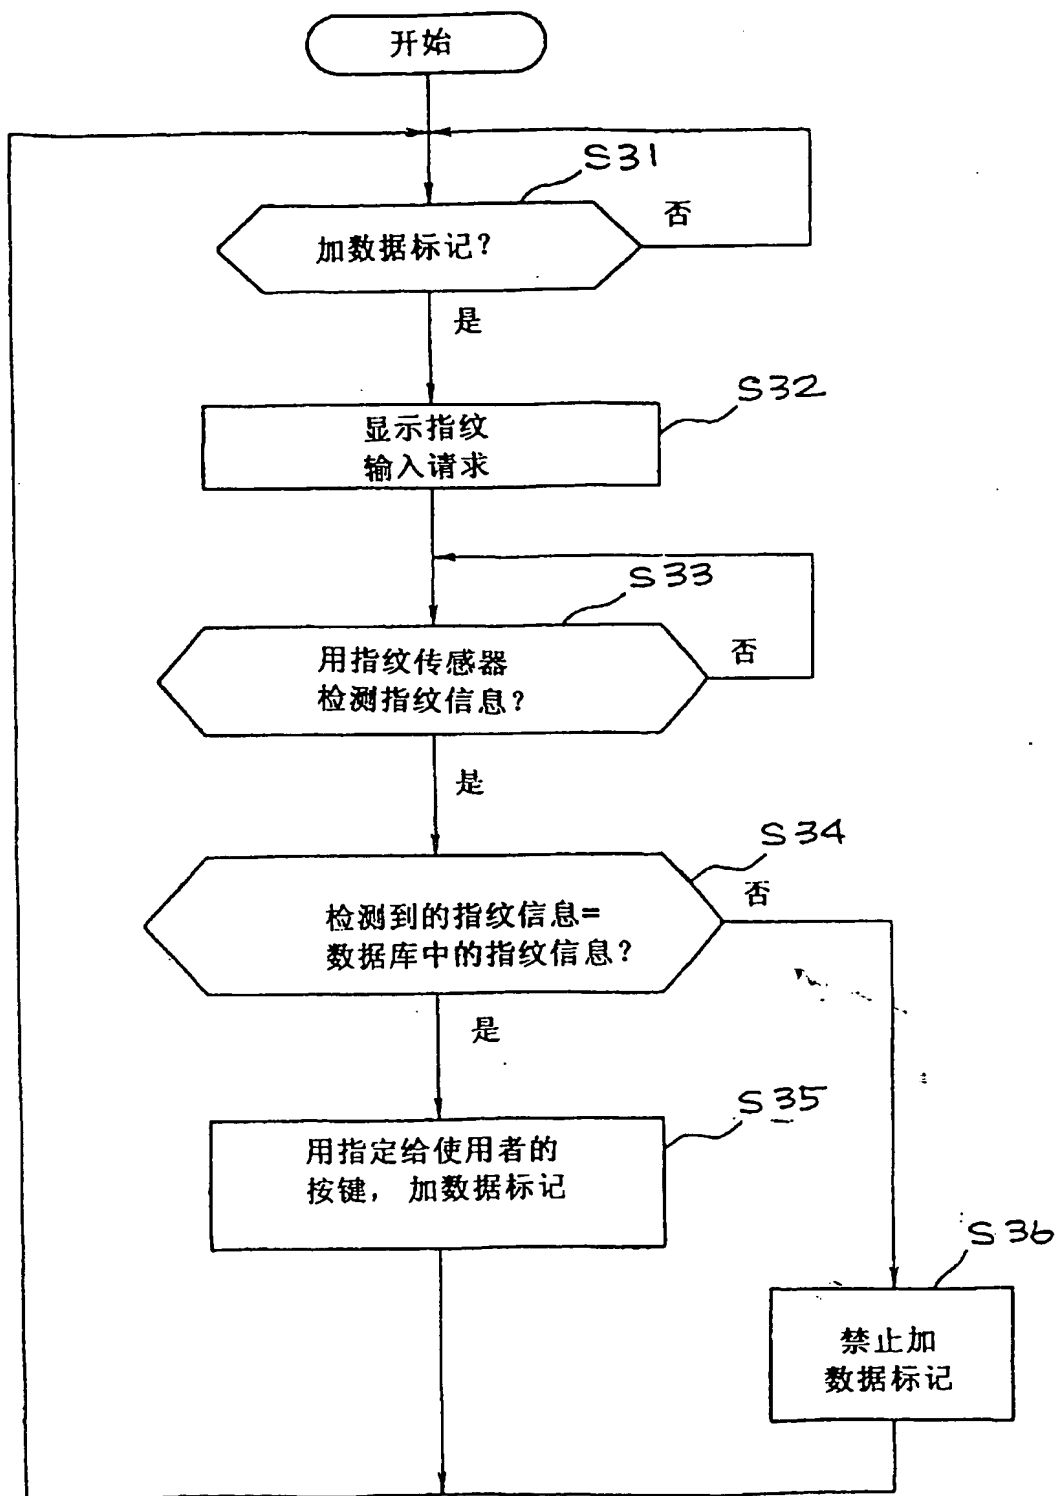 开始
S31
否
加数据标记?
是
S32
显示指纹
输入请求
S33
否
用指纹传感器
检测指纹信息?
是
S34
否
检测到的指纹信息=
数据库中的指纹信息?
是
S35
用指定给使用者的
按键, 加数据标记
S36
禁止加
数据标记